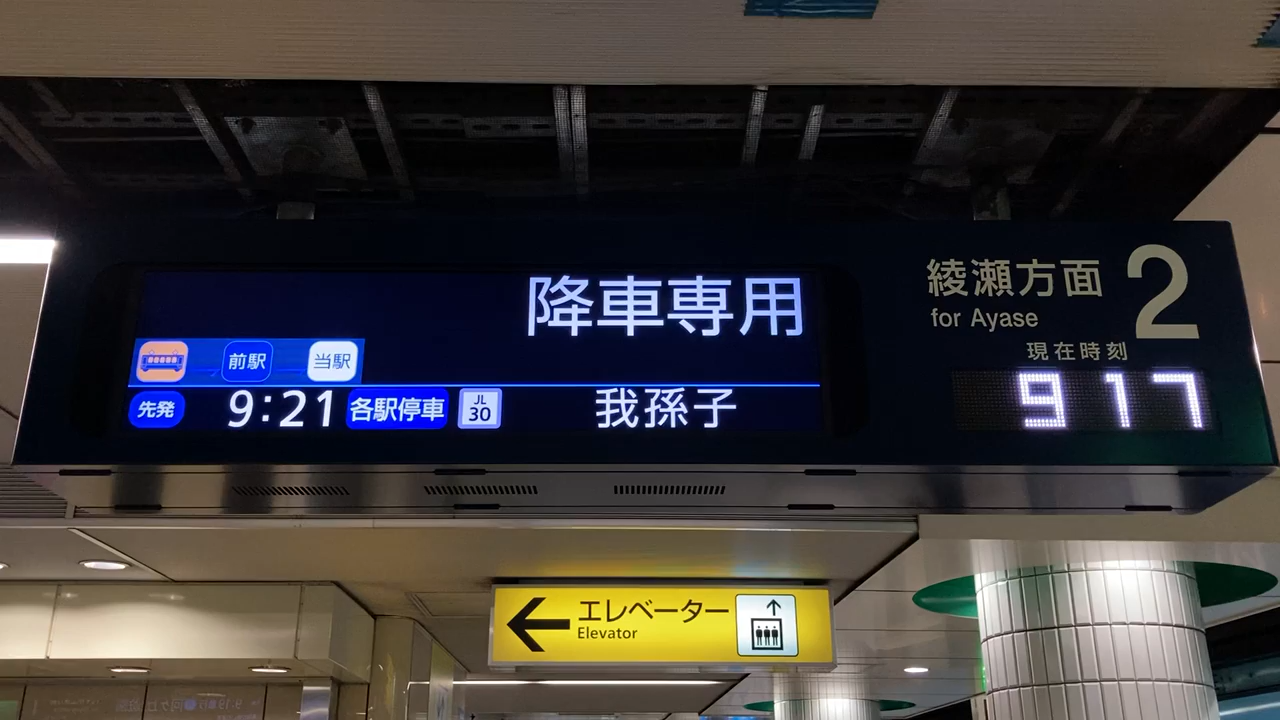 降車専用
前駅 当駅
先発 9:21 各駅停車 JL 30 我孫子
綾瀬方面 2
for Ayase
現在時刻
9 17
エレベーター
Elevator